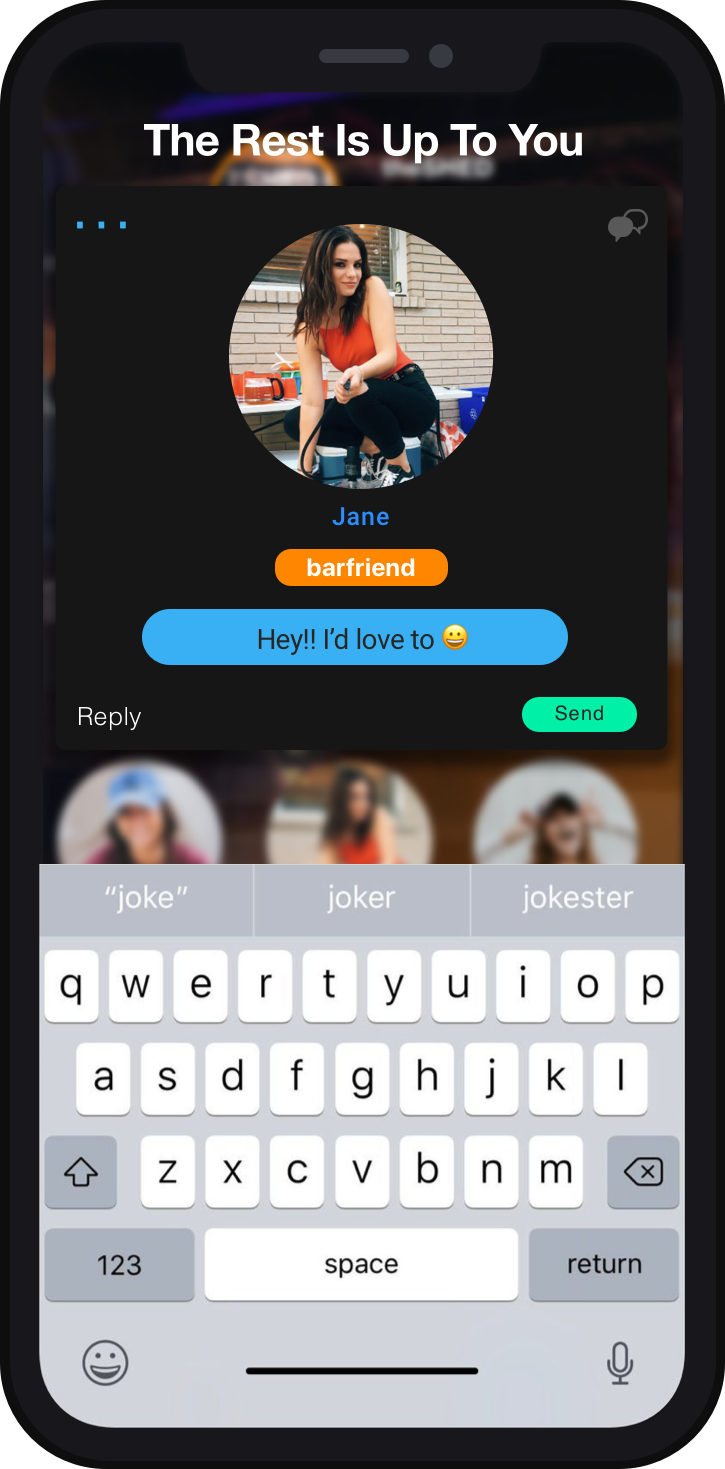 The Rest Is Up To You
...
Jane
barfriend
Hey!! I’d love to 😀
Reply
Send
“joke” joker jokester
q w e r t y u i o p
a s d f g h j k l
z x c v b n m
123 space return